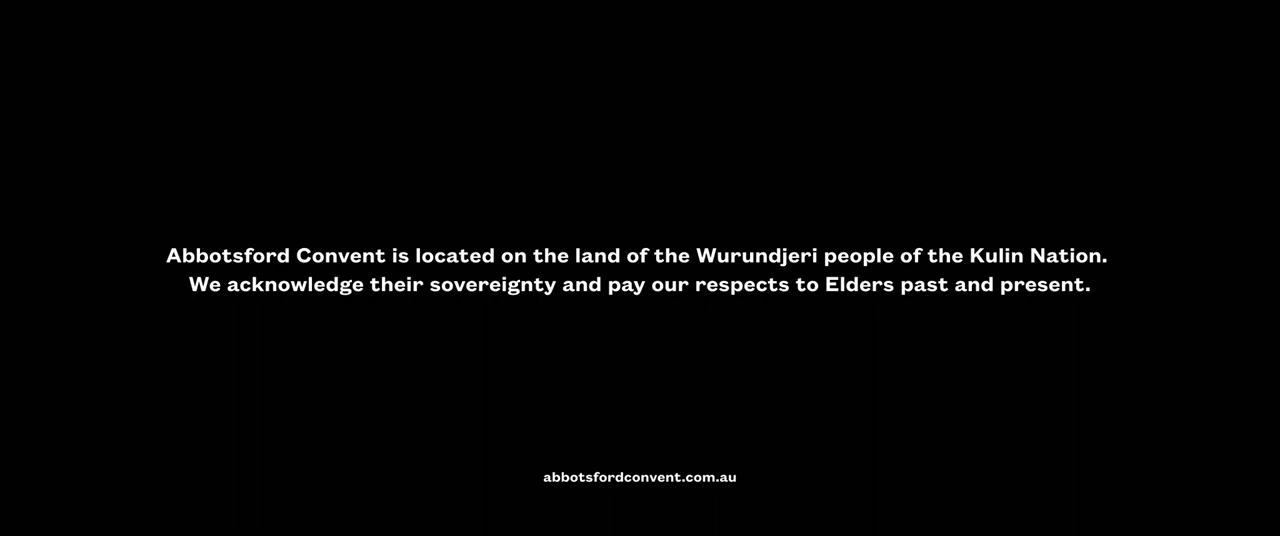 Abbotsford Convent is located on the land of the Wurundjeri people of the Kulin Nation.
We acknowledge their sovereignty and pay our respects to Elders past and present.
abbotsfordconvent.com.au